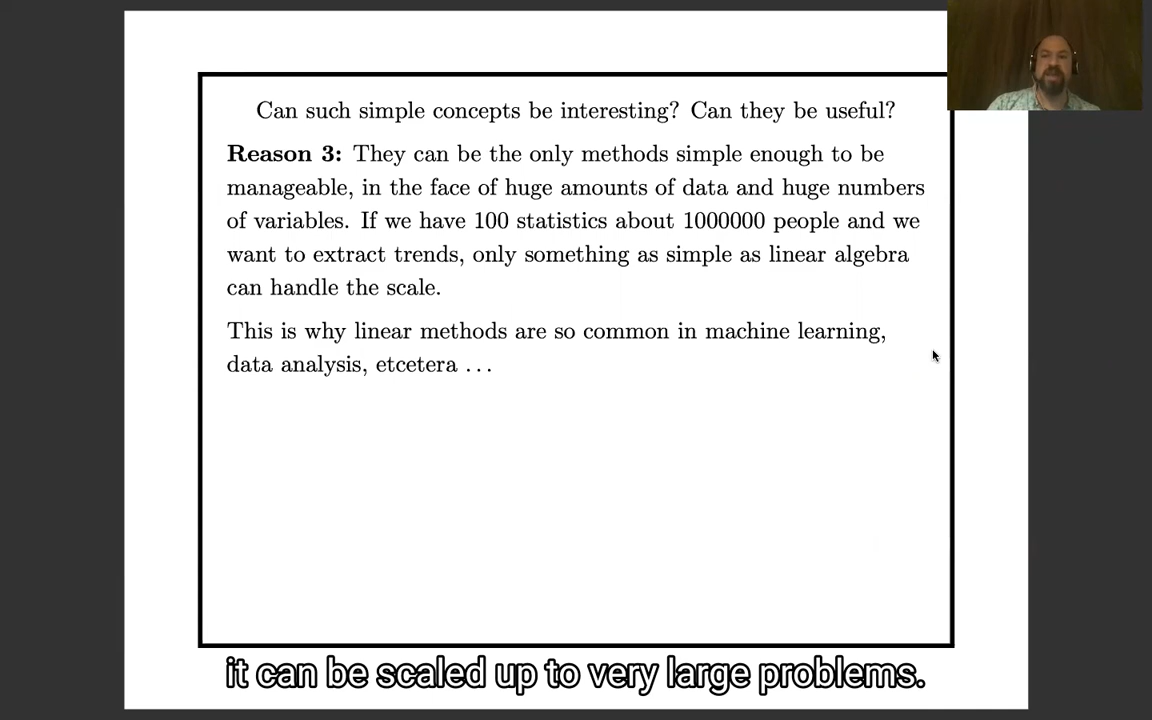 Can such simple concepts be interesting? Can they be useful?
Reason 3: They can be the only methods simple enough to be
manageable, in the face of huge amounts of data and huge numbers
of variables. If we have 100 statistics about 1000000 people and we
want to extract trends, only something as simple as linear algebra
can handle the scale.
This is why linear methods are so common in machine learning,
data analysis, etcetera ...
it can be scaled up to very large problems.